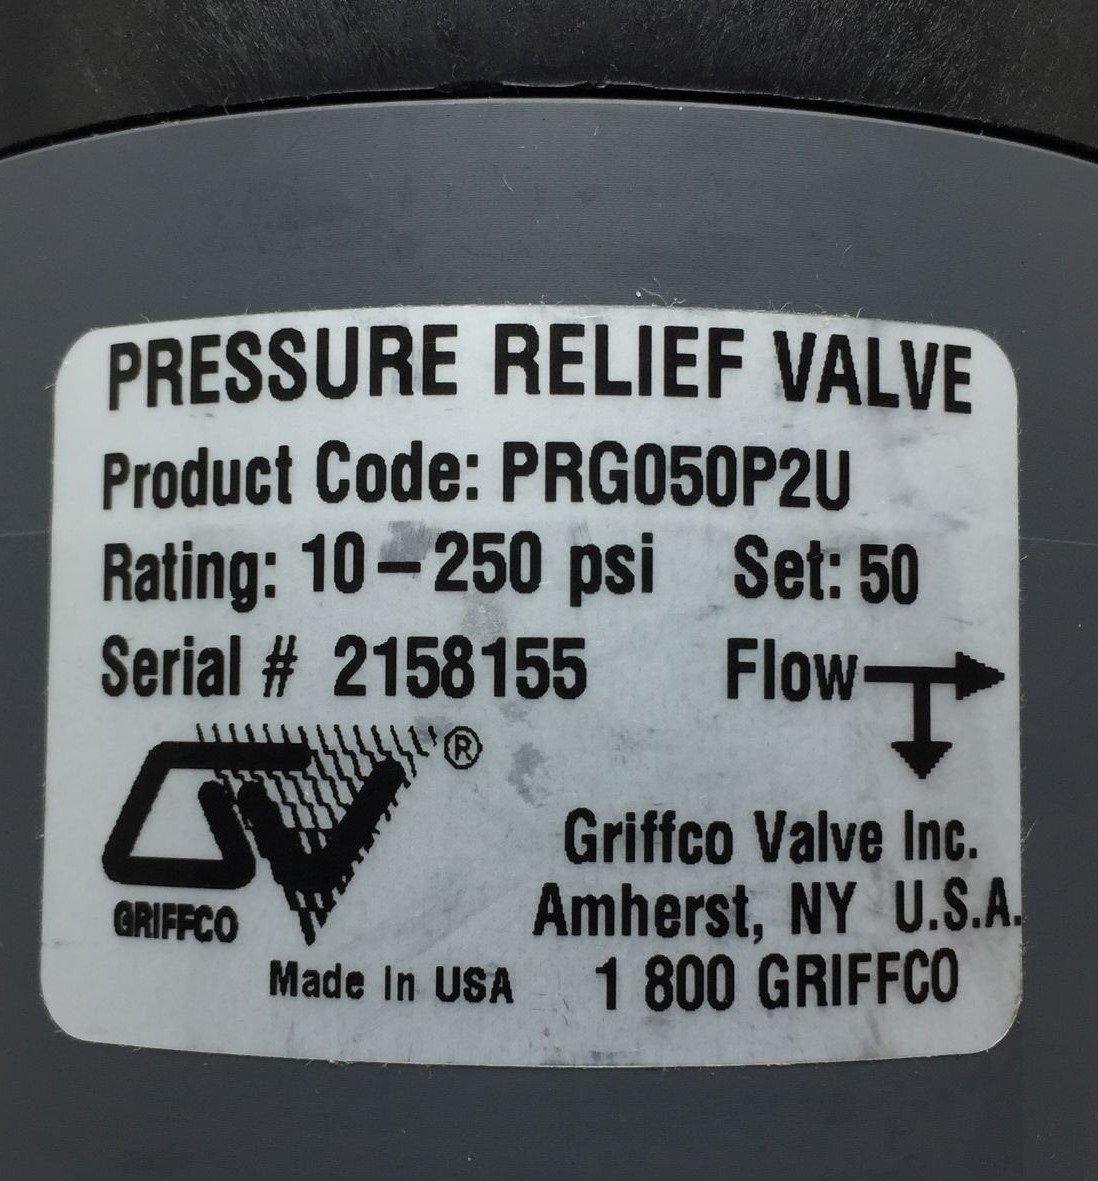 PRESSURE RELIEF VALVE
Product Code: PRG050P2U
Rating: 10-250 psi Set: 50
Serial # 2158155 Flow
GV®
GRIFFCO
Griffco Valve Inc.
Amherst, NY U.S.A.
Made In USA 1 800 GRIFFCO